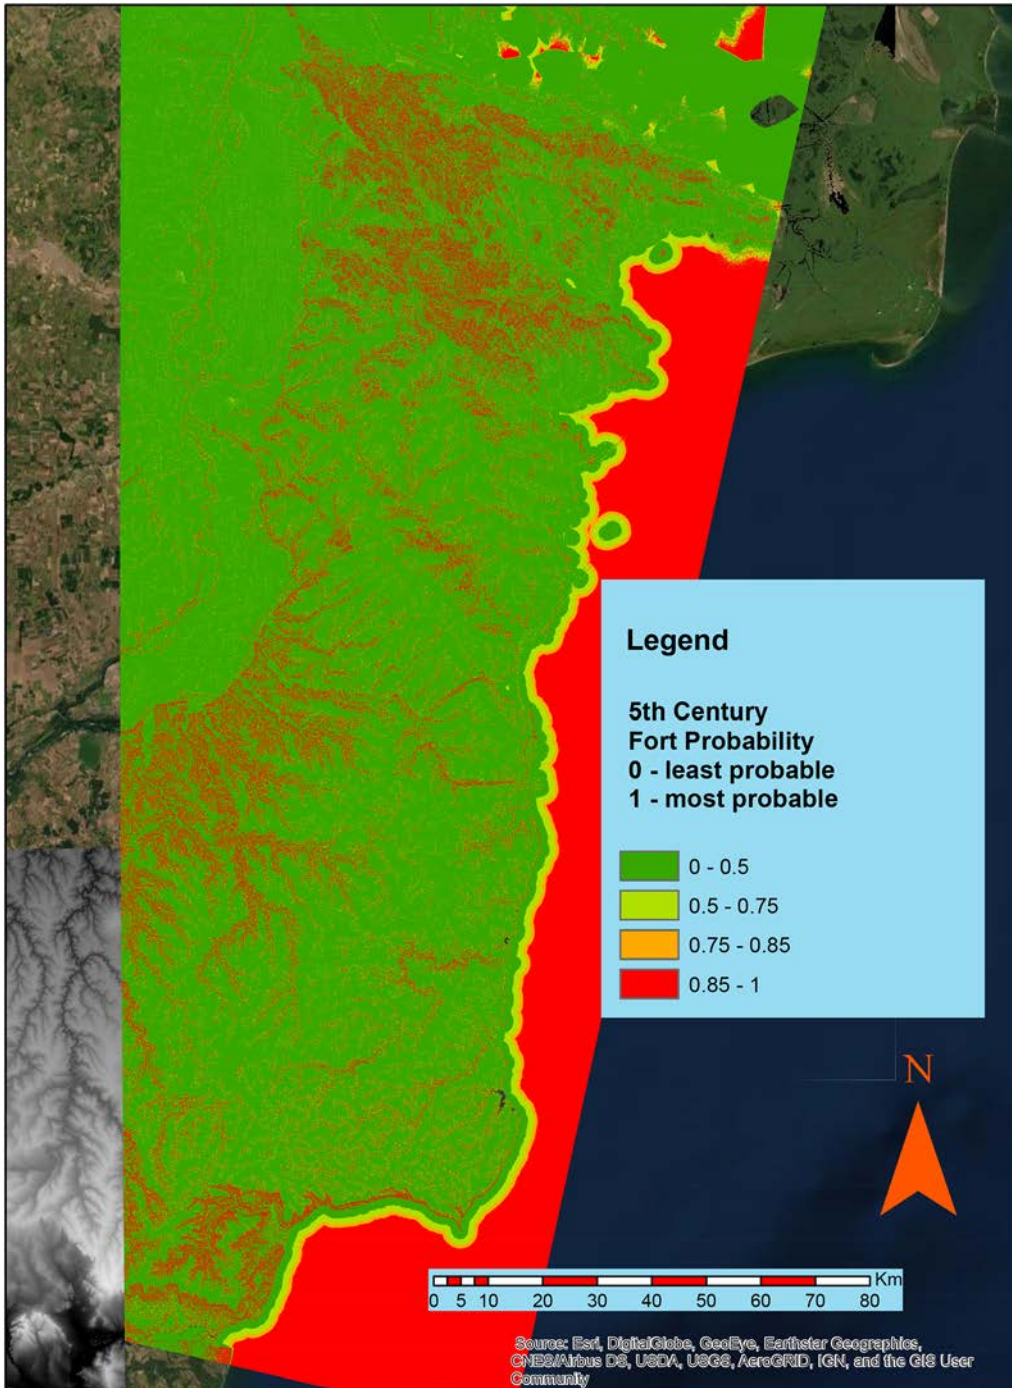 Legend
5th Century
Fort Probability
0 - least probable
1 - most probable
0 - 0.5
0.5 - 0.75
0.75 - 0.85
0.85 - 1
N
Km
0 5 10 20 30 40 50 60 70 80
Source: Esri, DigitalGlobe, GeoEye, Earthstar Geographics,
CNES/Airbus DS, USDA, USGS, AeroGRID, IGN, and the GIS User
Community